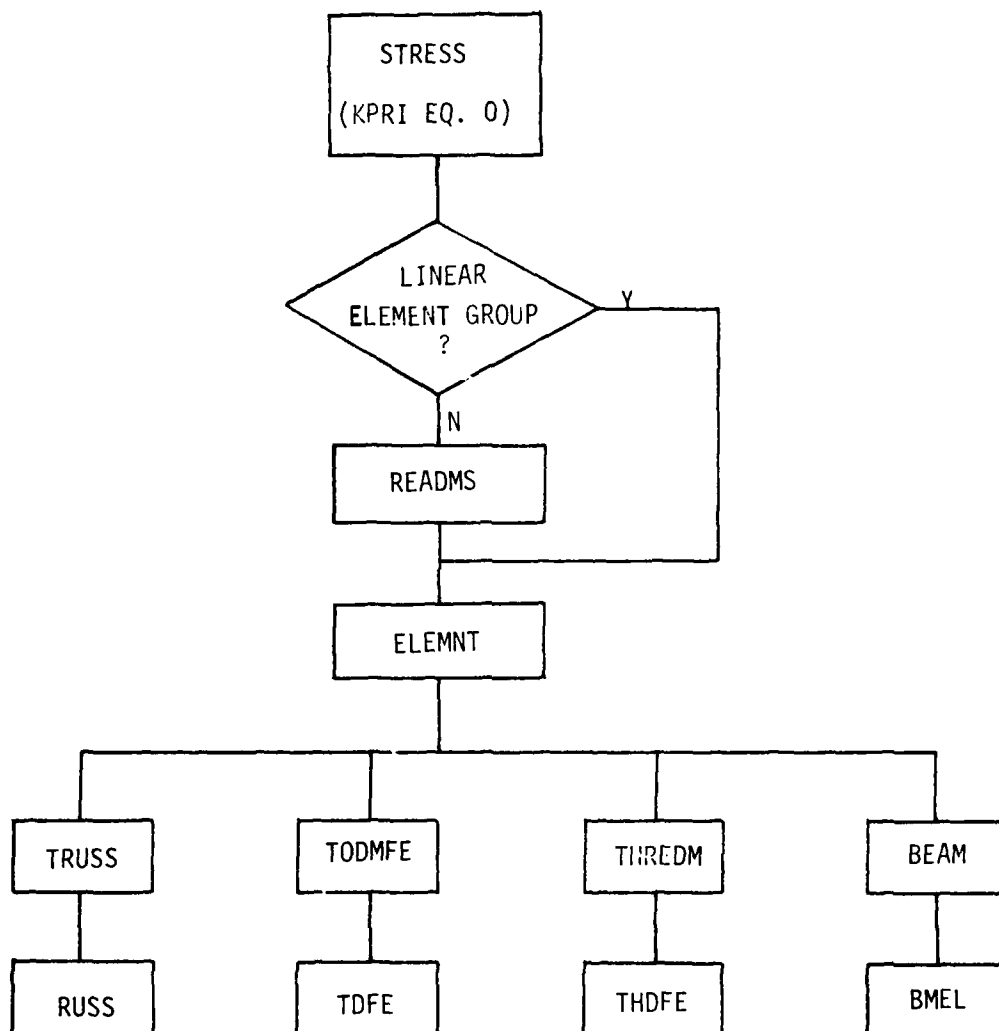 STRESS
(KPRI EQ. 0)
LINEAR
ELEMENT GROUP
?
Y
N
READMS
ELEMNT
TRUSS
TODMFE
THREDM
BEAM
RUSS
TDFE
THDFE
BMEL